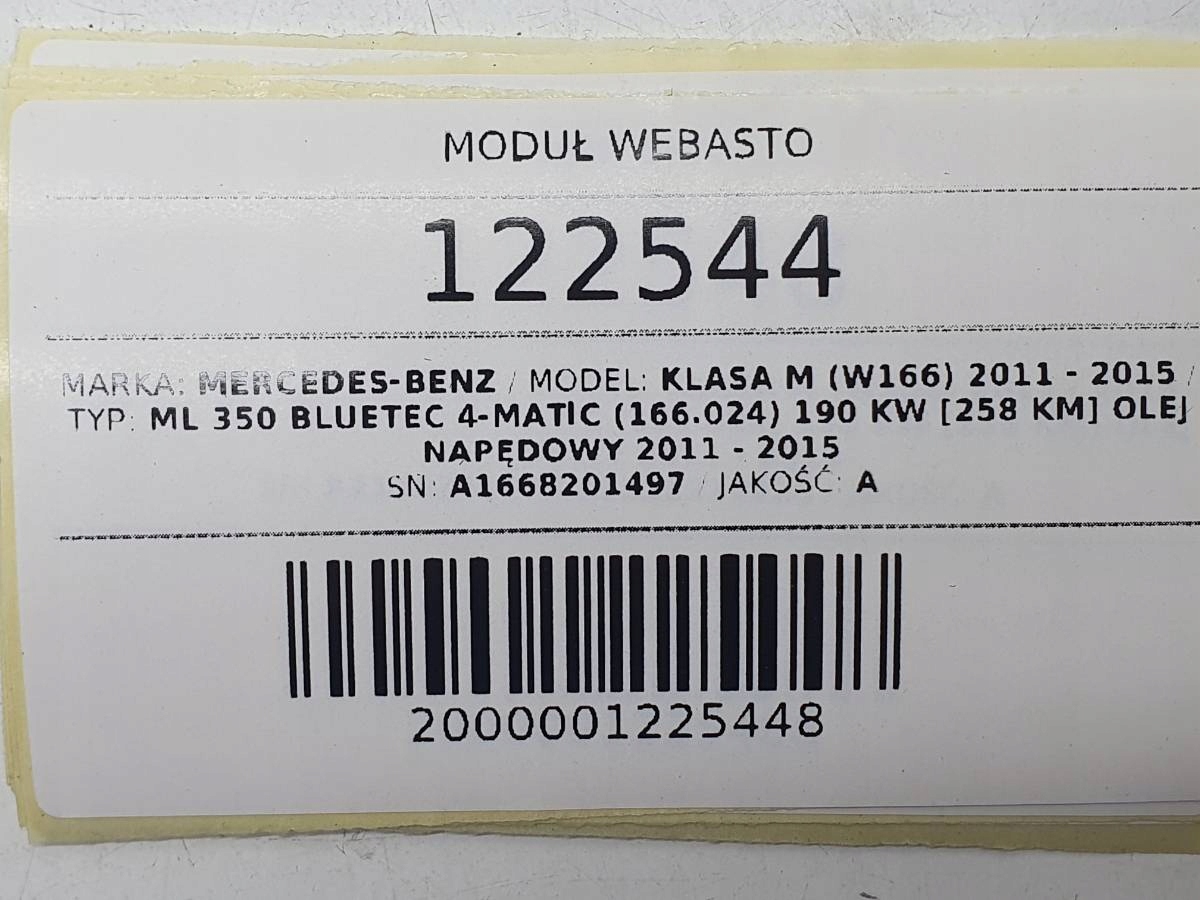 MODUŁ WEBASTO
122544
MARKA: MERCEDES-BENZ / MODEL: KLASA M (W166) 2011 - 2015 /
TYP: ML 350 BLUETEC 4-MATIC (166.024) 190 KW [258 KM] OLEJ
NAPĘDOWY 2011 - 2015
SN: A1668201497 / JAKOŚĆ: A
2000001225448